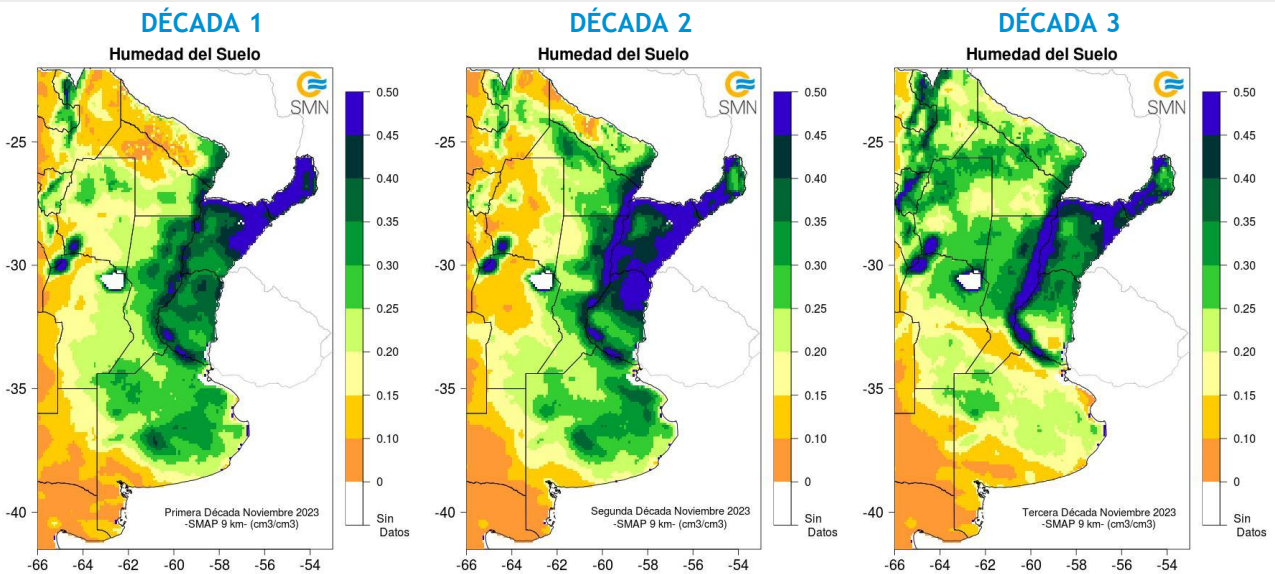 DÉCADA 1
Humedad del Suelo
SMN
-25
-30
-35
-40
-66 -64 -62 -60 -58 -56 -54
0.50
0.45
0.40
0.35
0.30
0.25
0.20
0.15
0.10
0
Sin
Datos
Primera Década Noviembre 2023
-SMAP 9 km- (cm3/cm3)
DÉCADA 2
Humedad del Suelo
SMN
-25
-30
-35
-40
-66 -64 -62 -60 -58 -56 -54
0.50
0.45
0.40
0.35
0.30
0.25
0.20
0.15
0.10
0
Sin
Datos
Segunda Década Noviembre 2023
-SMAP 9 km- (cm3/cm3)
DÉCADA 3
Humedad del Suelo
SMN
-25
-30
-35
-40
-66 -64 -62 -60 -58 -56 -54
0.50
0.45
0.40
0.35
0.30
0.25
0.20
0.15
0.10
0
Sin
Datos
Tercera Década Noviembre 2023
-SMAP 9 km- (cm3/cm3)